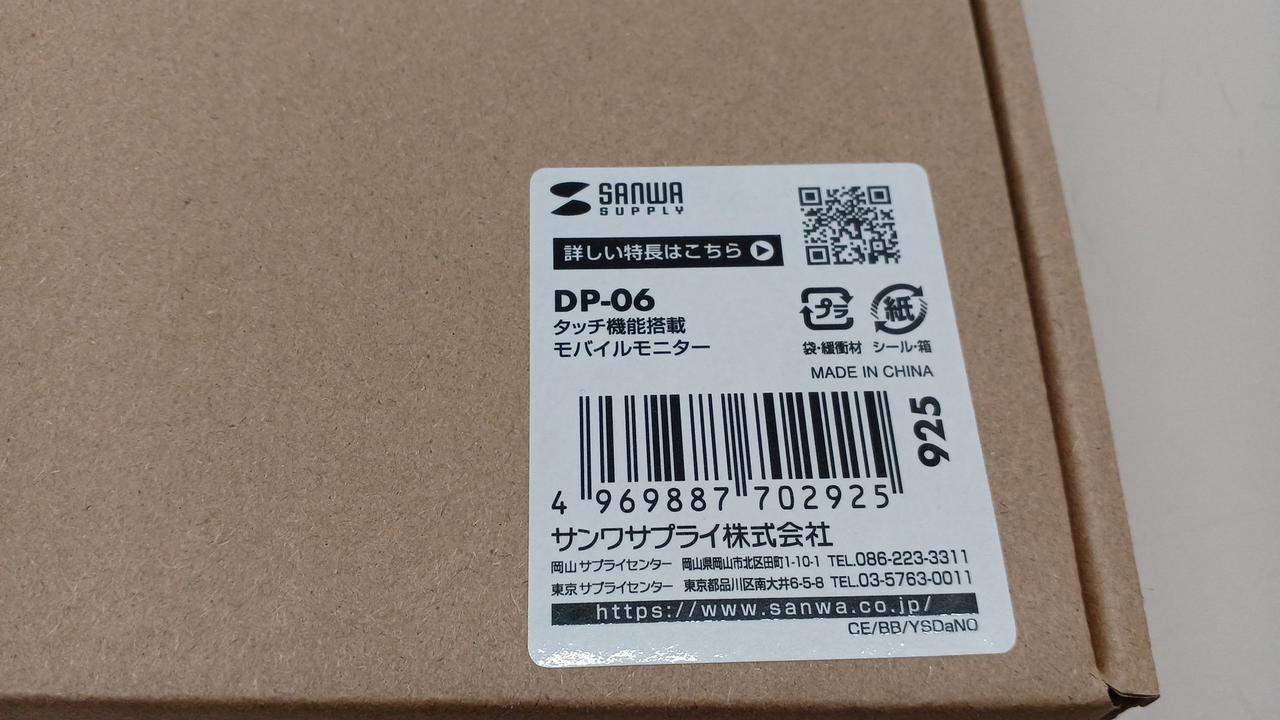 SANWA
SUPPLY
詳しい特長はこちら
DP-06
タッチ機能搭載
モバイルモニター
プラ
紙
袋・緩衝材 シール・箱
MADE IN CHINA
925
4 969887 702925
サンワサプライ株式会社
岡山サプライセンター 岡山県岡山市北区田町1-10-1 TEL.086-223-3311
東京サプライセンター 東京都品川区南大井6-5-8 TEL.03-5763-0011
https://www.sanwa.co.jp/
CE/BB/YSDaNO